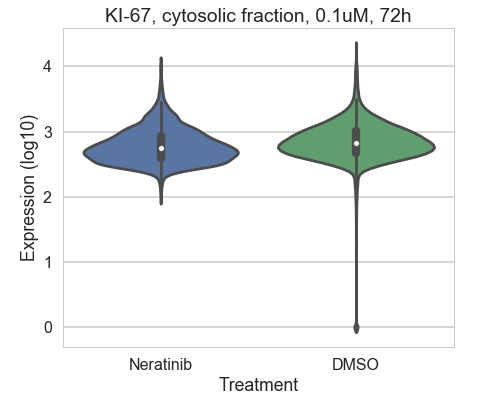 KI-67, cytosolic fraction, 0.1uM, 72h
Expression (log10)
4
3
2
1
0
Neratinib DMSO
Treatment